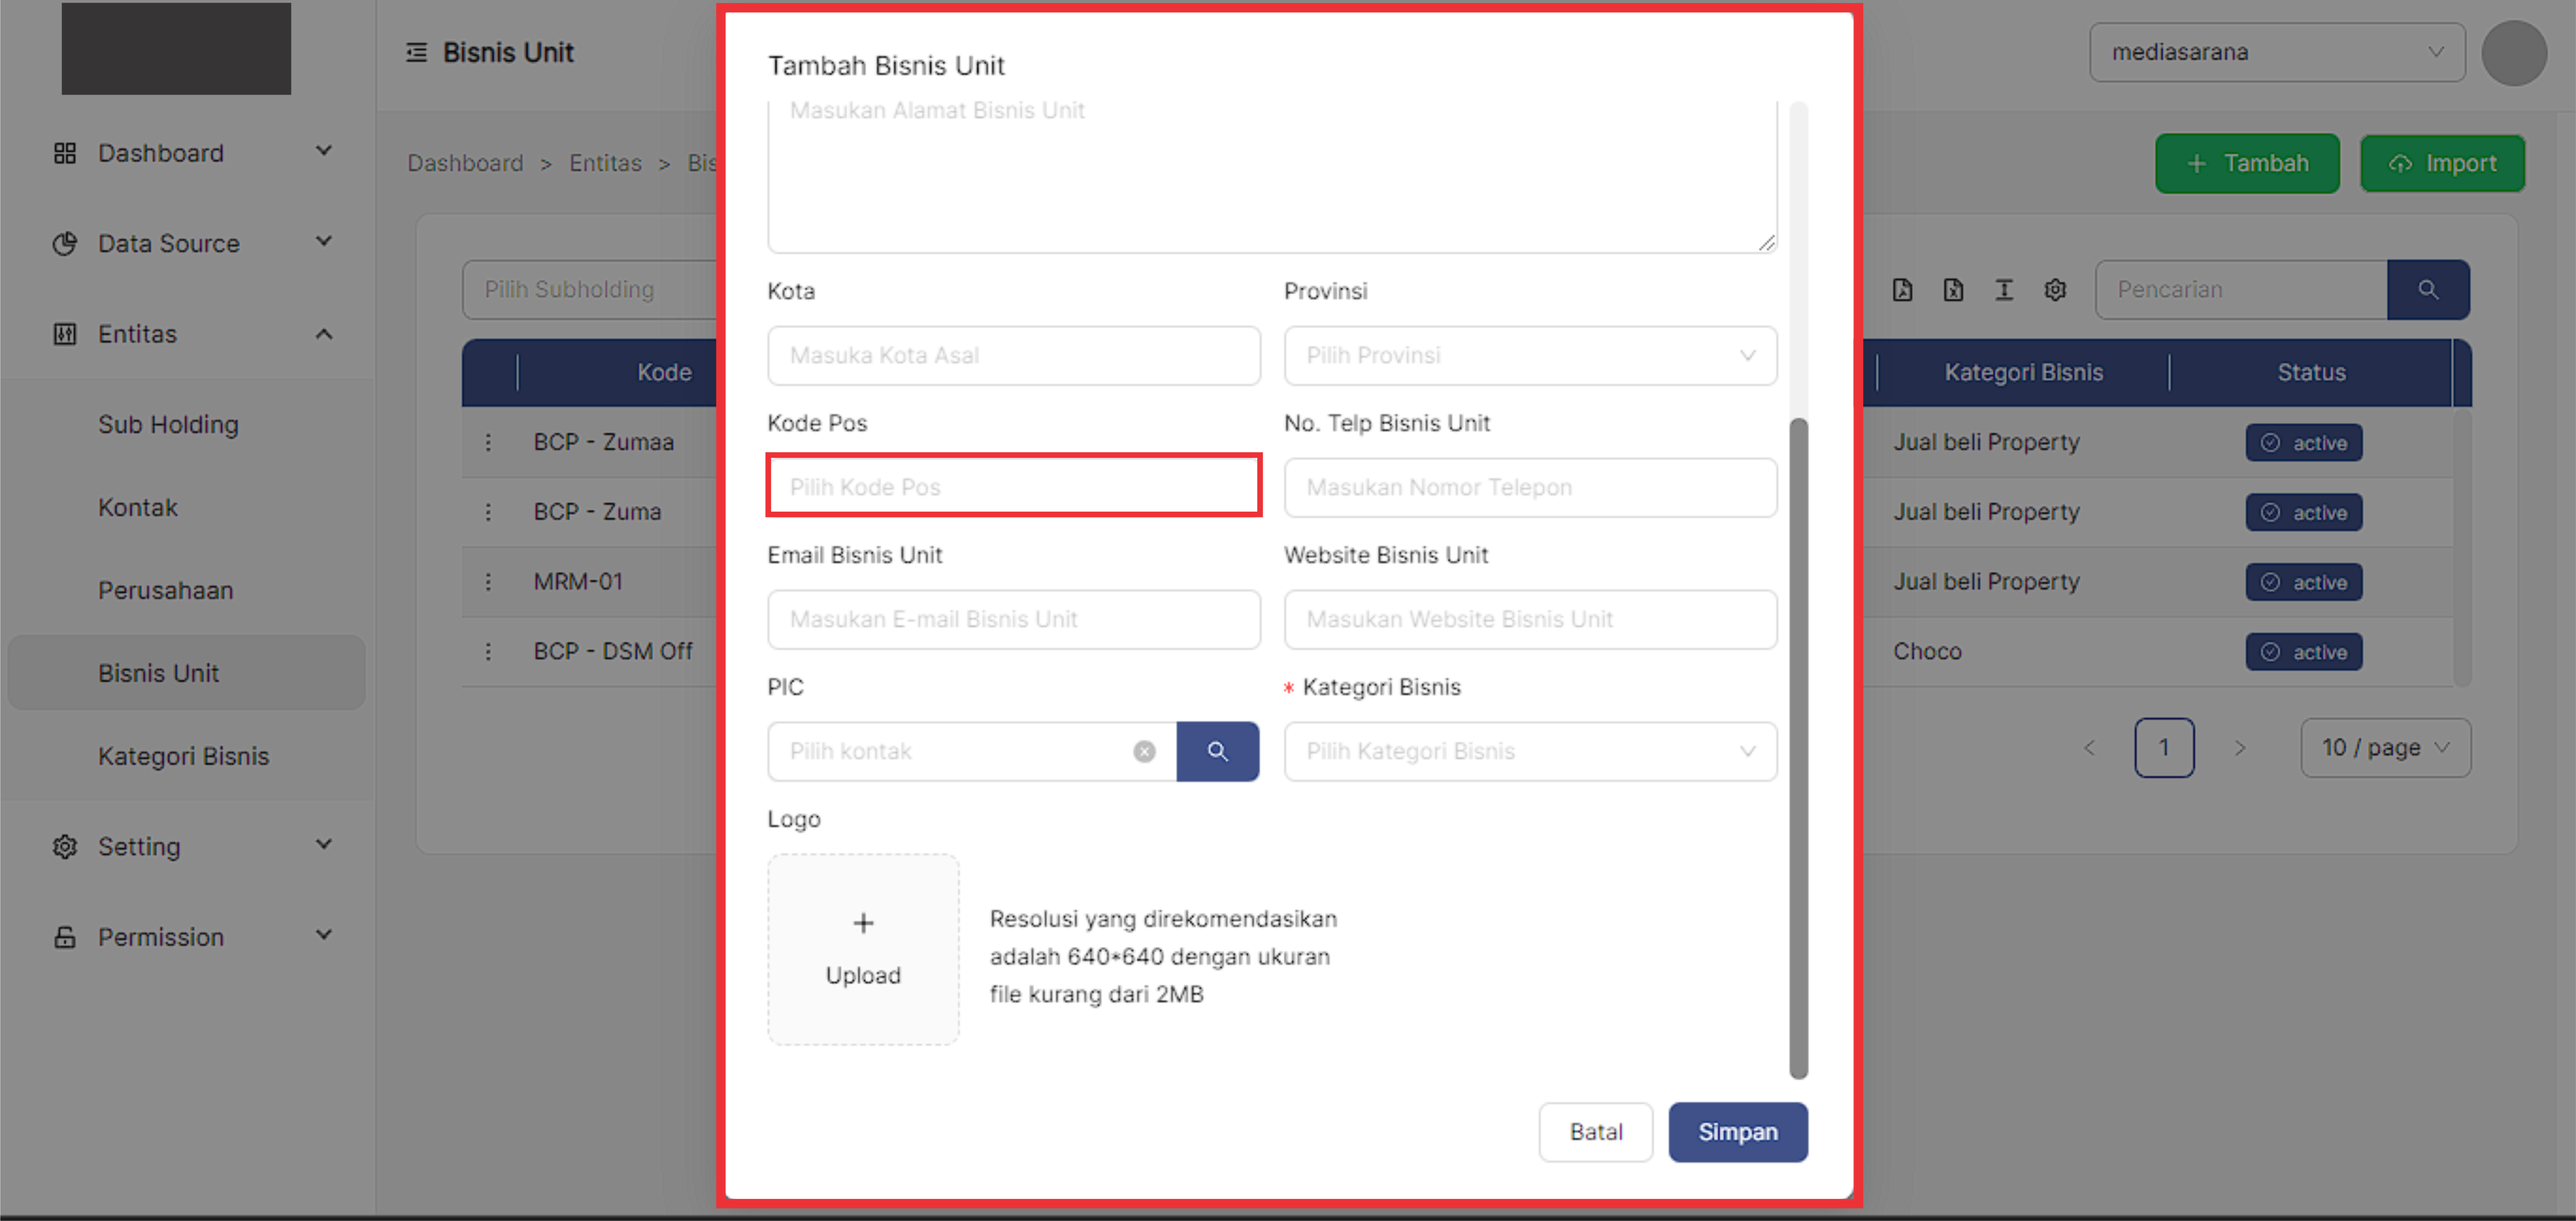 Bisnis Unit
mediasarana
Dashboard
Data Source
Entitas
Sub Holding
Kontak
Perusahaan
Bisnis Unit
Kategori Bisnis
Setting
Permission
Dashboard > Entitas > Bis
+ Tambah
Import
Pilih Subholding
Pencarian
Kode
Kategori Bisnis
Status
BCP - Zumaa
Jual beli Property
active
BCP - Zuma
Jual beli Property
active
MRM-01
Jual beli Property
active
BCP - DSM Off
Choco
active
< 1 >
10 / page
Tambah Bisnis Unit
Masukan Alamat Bisnis Unit
Kota
Provinsi
Masuka Kota Asal
Pilih Provinsi
Kode Pos
No. Telp Bisnis Unit
Pilih Kode Pos
Masukan Nomor Telepon
Email Bisnis Unit
Website Bisnis Unit
Masukan E-mail Bisnis Unit
Masukan Website Bisnis Unit
PIC
* Kategori Bisnis
Pilih kontak
Pilih Kategori Bisnis
Logo
+
Upload
Resolusi yang direkomendasikan
adalah 640*640 dengan ukuran
file kurang dari 2MB
Batal
Simpan